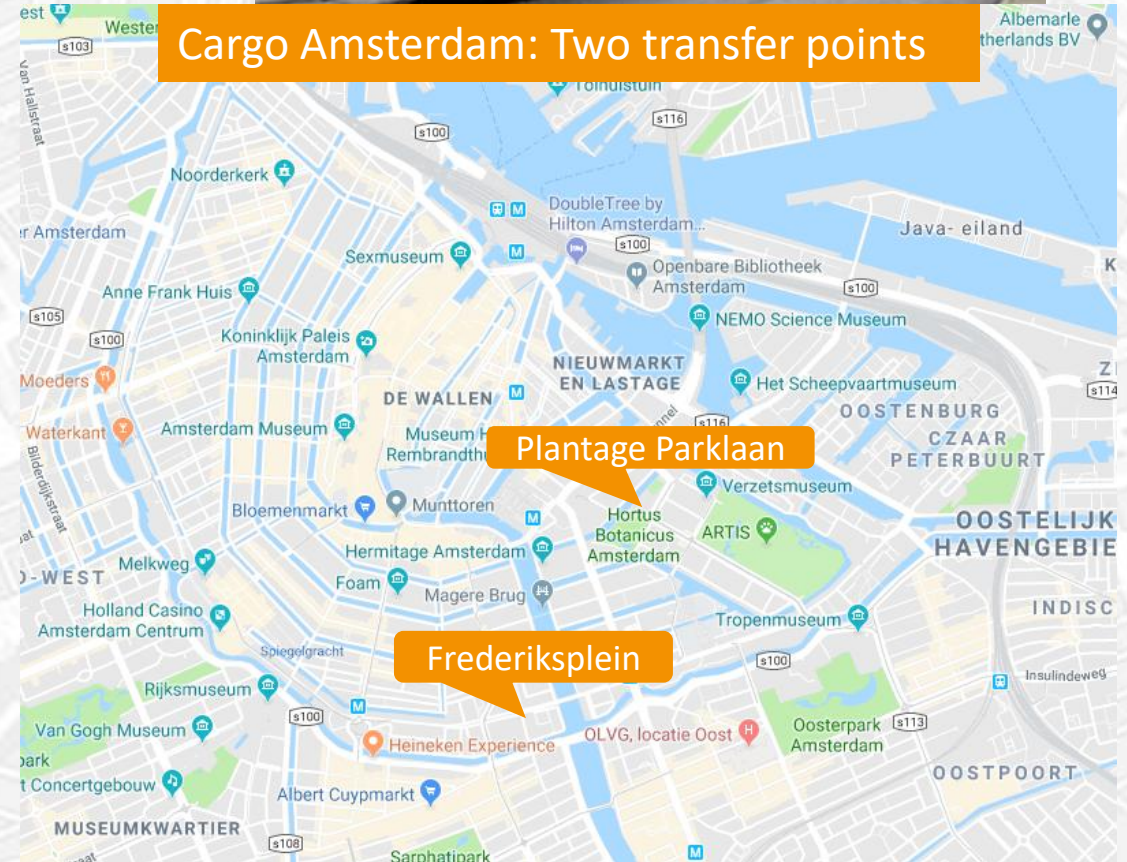 Cargo Amsterdam: Two transfer points
est
Wester
s103
Albemarle
therlands BV
Van Hallstraat
Tolhuistuin
s100
s116
Noorderkerk
M
DoubleTree by
Hilton Amsterdam...
er Amsterdam
s100
Java- eiland
Sexmuseum
M
Openbare Bibliotheek
Amsterdam
K
Anne Frank Huis
s100
s105
NEMO Science Museum
s100
Koninklijk Paleis
Amsterdam
NIEUWMARKT
EN LASTAGE
Moeders
DE WALLEN
M
Het Scheepvaartmuseum
s114
OOSTENBURG
Waterkant
Amsterdam Museum
Museum H
Rembrandthu
s116
nnel
CZAAR
PETERBUURT
Plantage Parklaan
Bilderdijkstraat
Verzetsmuseum
Bloemenmarkt
Munttoren
M
Hortus
Botanicus
Amsterdam
ARTIS
OOSTELIJK
HAVENGEBIE
Hermitage Amsterdam
Melkweg
D-WEST
Foam
Magere Brug
Holland Casino
Amsterdam Centrum
Tropenmuseum
INDISC
Spiegelgracht
Frederiksplein
s100
Insulindeweg
Rijksmuseum
M
s100
Van Gogh Museum
OLVG, locatie Oost
H
Oosterpark
Amsterdam
s113
Heineken Experience
park
t Concertgebouw
Albert Cuypmarkt
OOSTPOORT
MUSEUMKWARTIER
s108
Sarphatipark
M